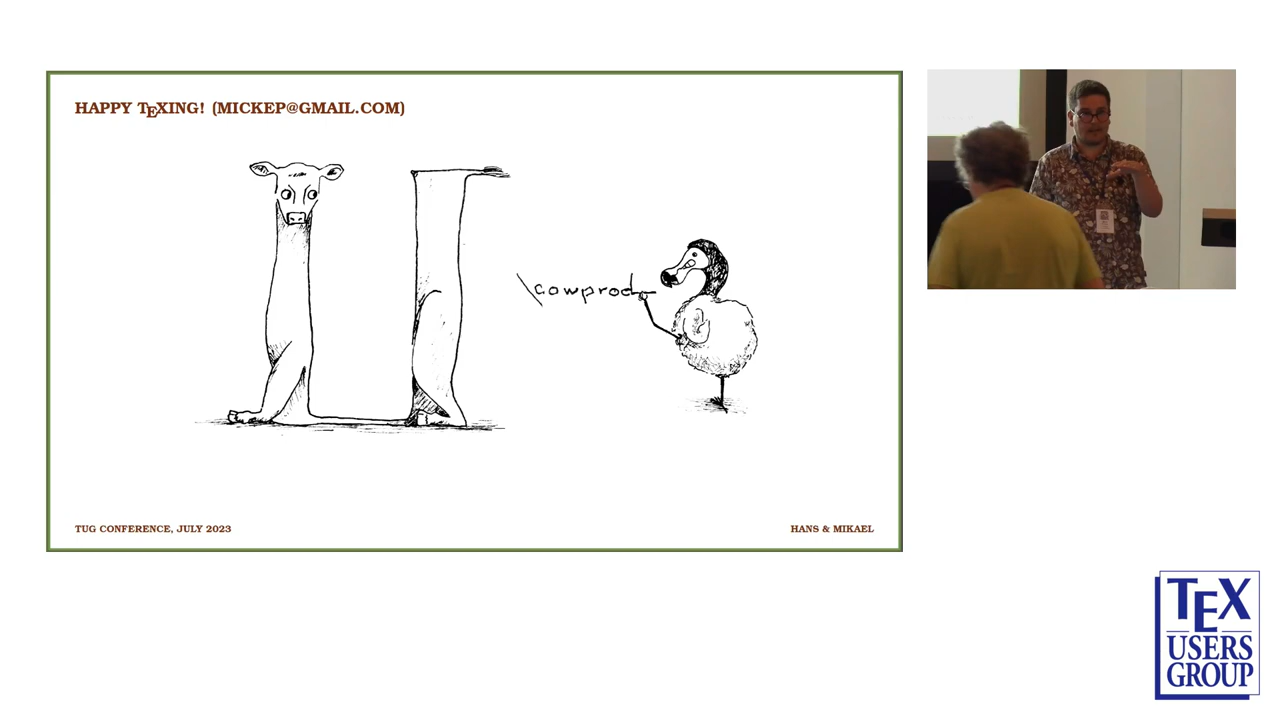 HAPPY TEXING! (MICKEP@GMAIL.COM)
\cowprod
TUG CONFERENCE, JULY 2023
HANS & MIKAEL
TEX
USERS
GROUP